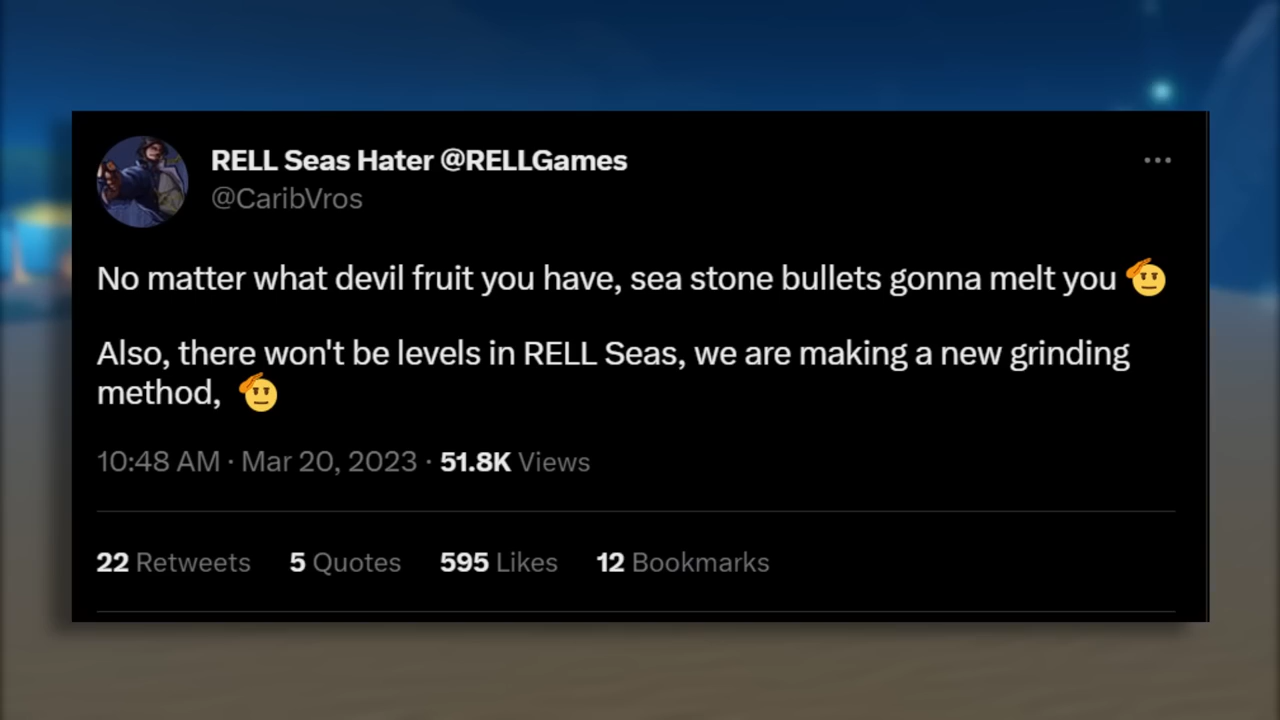 RELL Seas Hater @RELLGames
@CaribVros
No matter what devil fruit you have, sea stone bullets gonna melt you 🫡
Also, there won't be levels in RELL Seas, we are making a new grinding
method, 🫡
10:48 AM · Mar 20, 2023 · 51.8K Views
22 Retweets 5 Quotes 595 Likes 12 Bookmarks